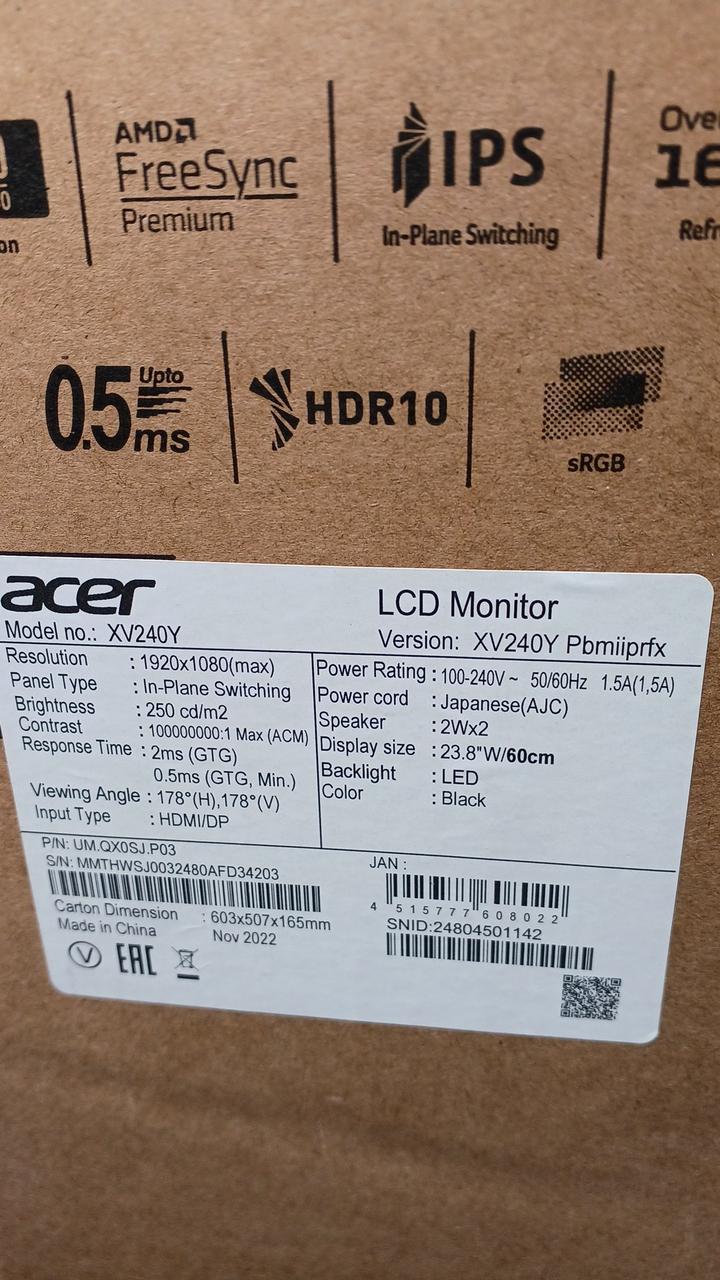 AMD
FreeSync
Premium
IPS
In-Plane Switching
0.5 Upto
ms
HDR10
sRGB
acer
LCD Monitor
Model no.: XV240Y
Version: XV240Y Pbmiiprfx
Resolution : 1920x1080(max)
Panel Type : In-Plane Switching
Brightness : 250 cd/m2
Contrast : 100000000:1 Max (ACM)
Response Time : 2ms (GTG)
0.5ms (GTG, Min.)
Viewing Angle : 178°(H),178°(V)
Input Type : HDMI/DP
Power Rating : 100-240V~ 50/60Hz 1.5A(1,5A)
Power cord : Japanese(AJC)
Speaker : 2Wx2
Display size : 23.8"W/60cm
Backlight : LED
Color : Black
P/N: UM.QX0SJ.P03
S/N: MMTHWSJ0032480AFD34203
Carton Dimension : 603x507x165mm
Made in China Nov 2022
EAC
JAN :
4 515777 608022
SNID:24804501142